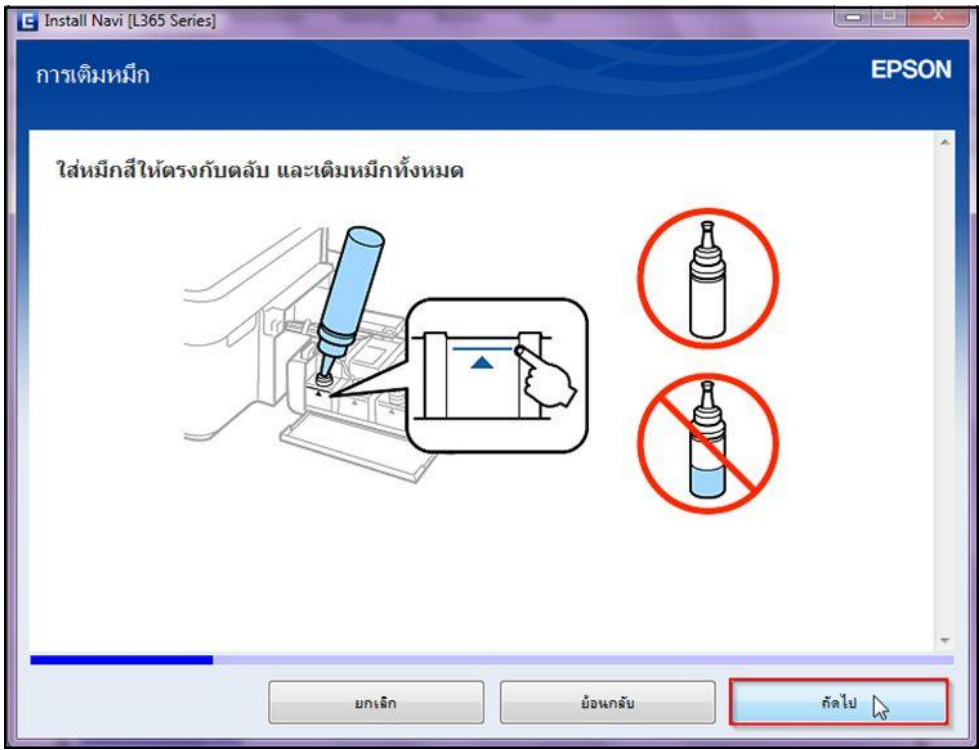 Install Navi [L365 Series]
การเติมหมึก
EPSON
ใส่หมึกสีให้ตรงกับตลับ และเติมหมึกทั้งหมด
ยกเลิก
ย้อนกลับ
ถัดไป